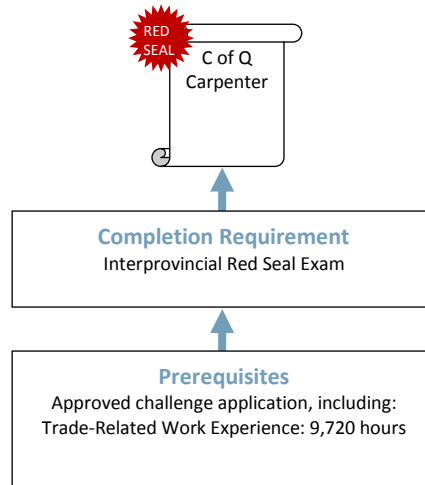 RED
SEAL
C of Q
Carpenter
Completion Requirement
Interprovincial Red Seal Exam
Prerequisites
Approved challenge application, including:
Trade-Related Work Experience: 9,720 hours